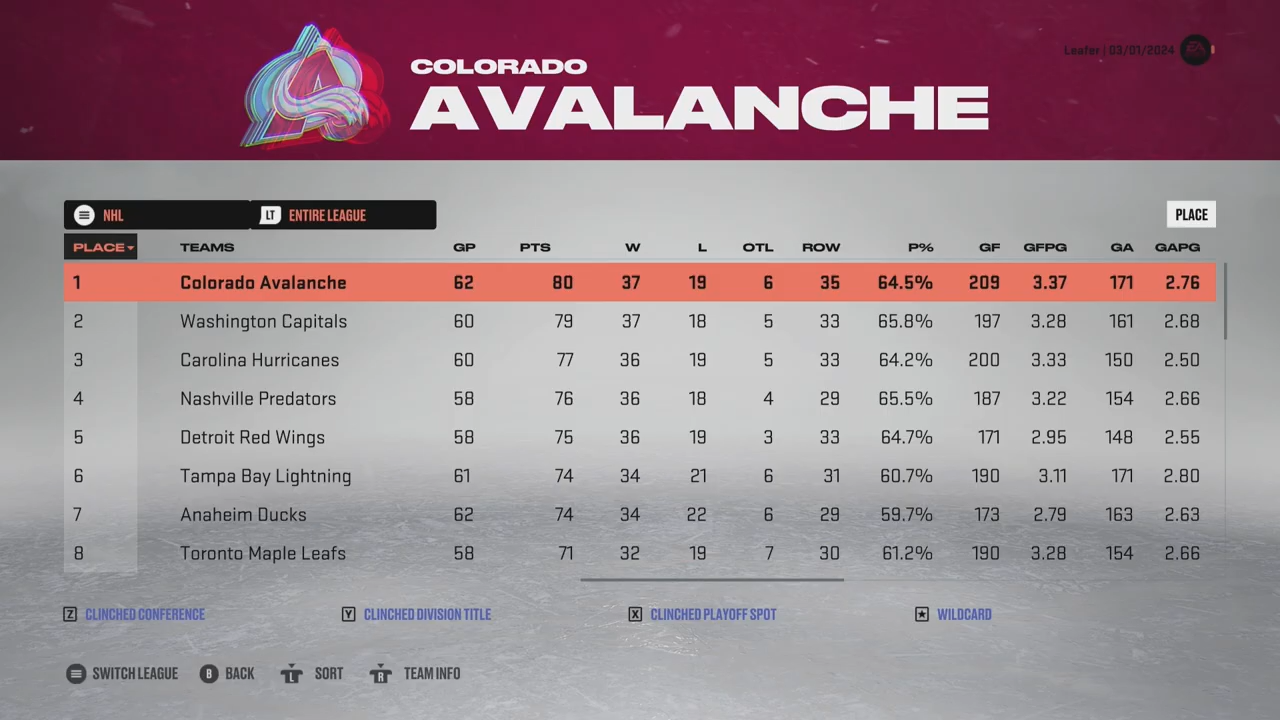 COLORADO
AVALANCHE
Leafer | 03/01/2024
EA
NHL LT ENTIRE LEAGUE PLACE
PLACE TEAMS GP PTS W L OTL ROW P% GF GFPG GA GAPG
1 Colorado Avalanche 62 80 37 19 6 35 64.5% 209 3.37 171 2.76
2 Washington Capitals 60 79 37 18 5 33 65.8% 197 3.28 161 2.68
3 Carolina Hurricanes 60 77 36 19 5 33 64.2% 200 3.33 150 2.50
4 Nashville Predators 58 76 36 18 4 29 65.5% 187 3.22 154 2.66
5 Detroit Red Wings 58 75 36 19 3 33 64.7% 171 2.95 148 2.55
6 Tampa Bay Lightning 61 74 34 21 6 31 60.7% 190 3.11 171 2.80
7 Anaheim Ducks 62 74 34 22 6 29 59.7% 173 2.79 163 2.63
8 Toronto Maple Leafs 58 71 32 19 7 30 61.2% 190 3.28 154 2.66
Z CLINCHED CONFERENCE Y CLINCHED DIVISION TITLE X CLINCHED PLAYOFF SPOT ★ WILDCARD
SWITCH LEAGUE B BACK L SORT R TEAM INFO